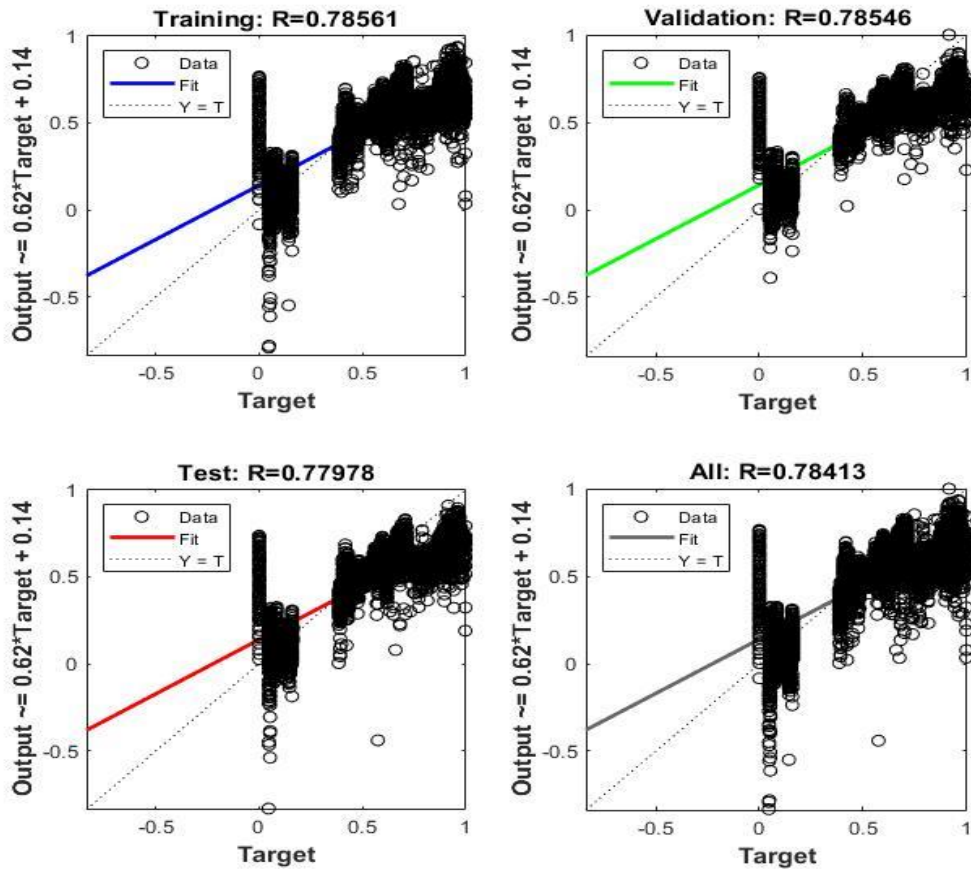 Training: R=0.78561
Output ~= 0.62*Target + 0.14
1
0.5
0
-0.5
Data
Fit
Y = T
-0.5
0
0.5
1
Target
Validation: R=0.78546
Output ~= 0.62*Target + 0.14
1
0.5
0
-0.5
Data
Fit
Y = T
-0.5
0
0.5
1
Target
Test: R=0.77978
Output ~= 0.62*Target + 0.14
1
0.5
0
-0.5
Data
Fit
Y = T
-0.5
0
0.5
1
Target
All: R=0.78413
Output ~= 0.62*Target + 0.14
1
0.5
0
-0.5
Data
Fit
Y = T
-0.5
0
0.5
1
Target